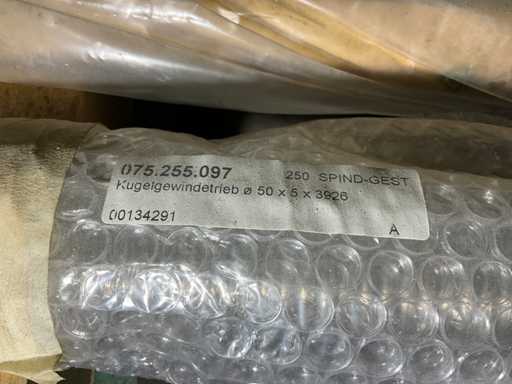 075.255.097 250 SPIND-GEST
Kugelgewindetrieb ø 50 x 5 x 3926
00134291 A